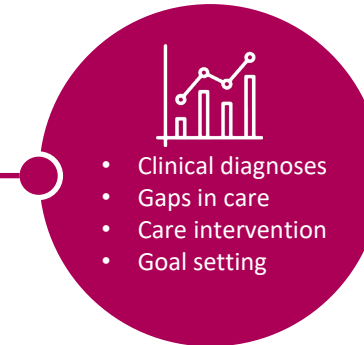 • Clinical diagnoses
• Gaps in care
• Care intervention
• Goal setting